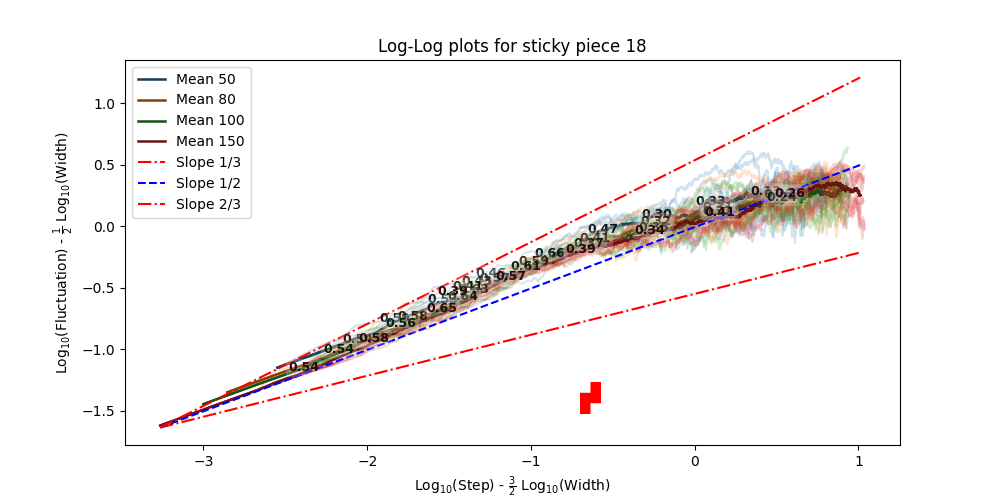 Log-Log plots for sticky piece 18
Mean 50
Mean 80
Mean 100
Mean 150
Slope 1/3
Slope 1/2
Slope 2/3
1.0
0.5
0.0
−0.5
−1.0
−1.5
Log10(Fluctuation) - 1/2 Log10(Width)
0.26
0.30
0.33
0.41
0.47
0.34
0.66
0.39
0.59
0.61
0.57
0.65
0.58
0.56
0.58
0.54
0.54
−3
−2
−1
0
1
Log10(Step) - 3/2 Log10(Width)